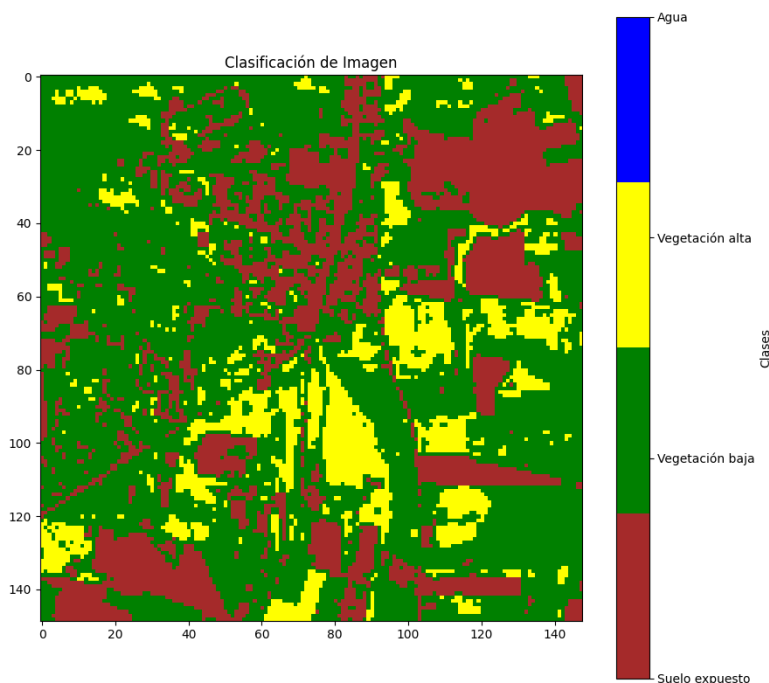 Clasificación de Imagen
0
20
40
60
80
100
120
140
0 20 40 60 80 100 120 140
Agua
Vegetación alta
Vegetación baja
Suelo expuesto
Clases